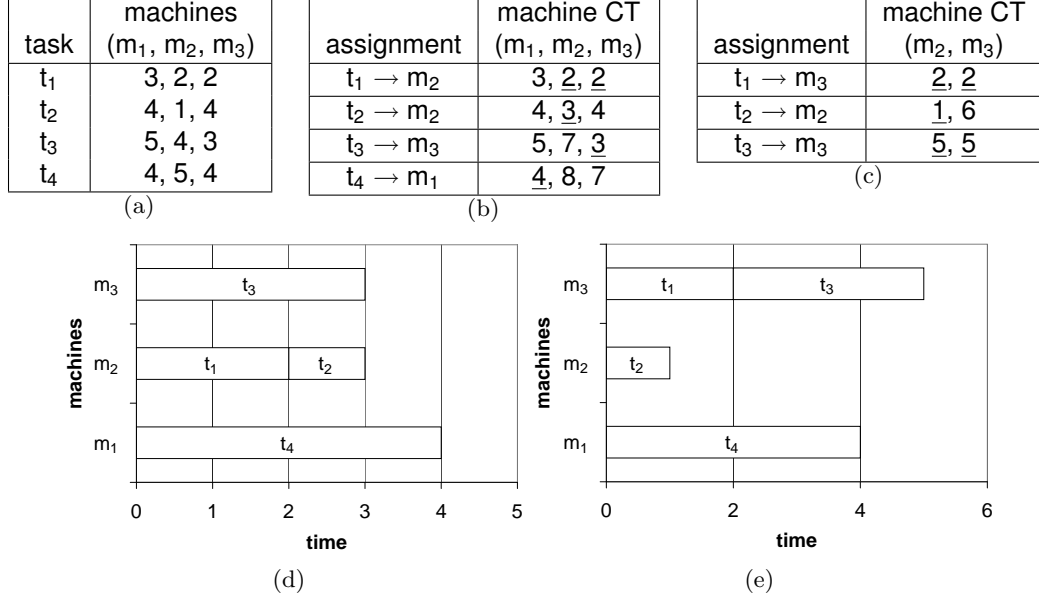 machines
task (m₁, m₂, m₃)
t₁ 3, 2, 2
t₂ 4, 1, 4
t₃ 5, 4, 3
t₄ 4, 5, 4
(a)
machine CT
assignment (m₁, m₂, m₃)
t₁ → m₂ 3, 2, 2
t₂ → m₂ 4, 3, 4
t₃ → m₃ 5, 7, 3
t₄ → m₁ 4, 8, 7
(b)
machine CT
assignment (m₂, m₃)
t₁ → m₃ 2, 2
t₂ → m₂ 1, 6
t₃ → m₃ 5, 5
(c)
machines
m₃ t₃
m₂ t₁ t₂
m₁ t₄
0 1 2 3 4 5
time
(d)
machines
m₃ t₁ t₃
m₂ t₂
m₁ t₄
0 2 4 6
time
(e)